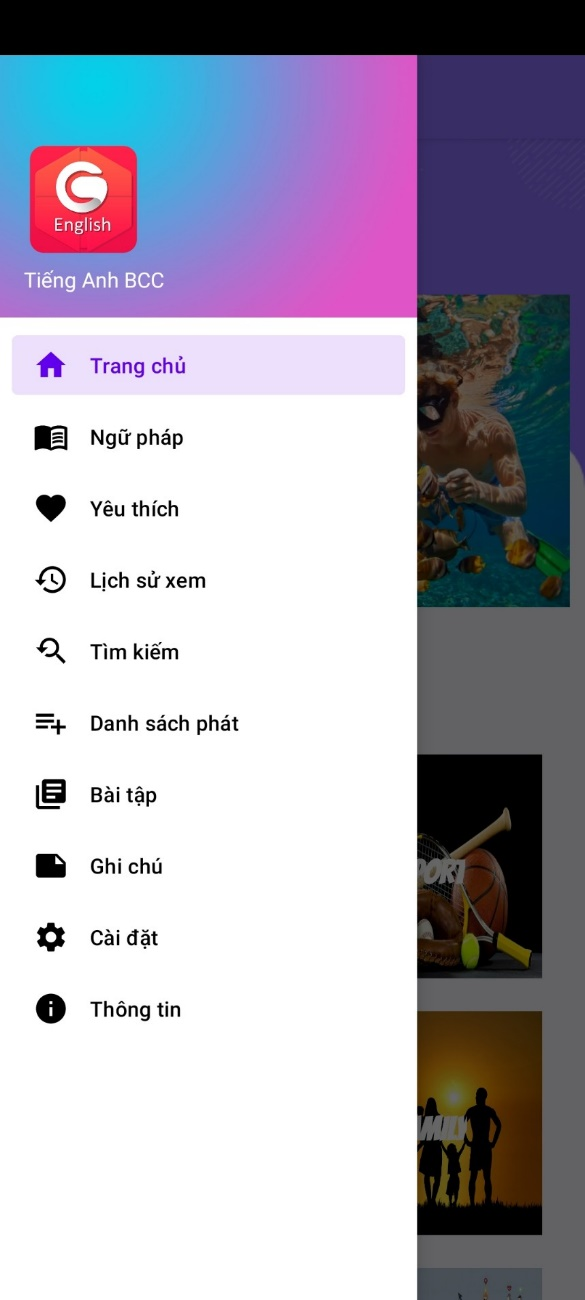 English
Tiếng Anh BCC
Trang chủ
Ngữ pháp
Yêu thích
Lịch sử xem
Tìm kiếm
Danh sách phát
Bài tập
Ghi chú
Cài đặt
Thông tin